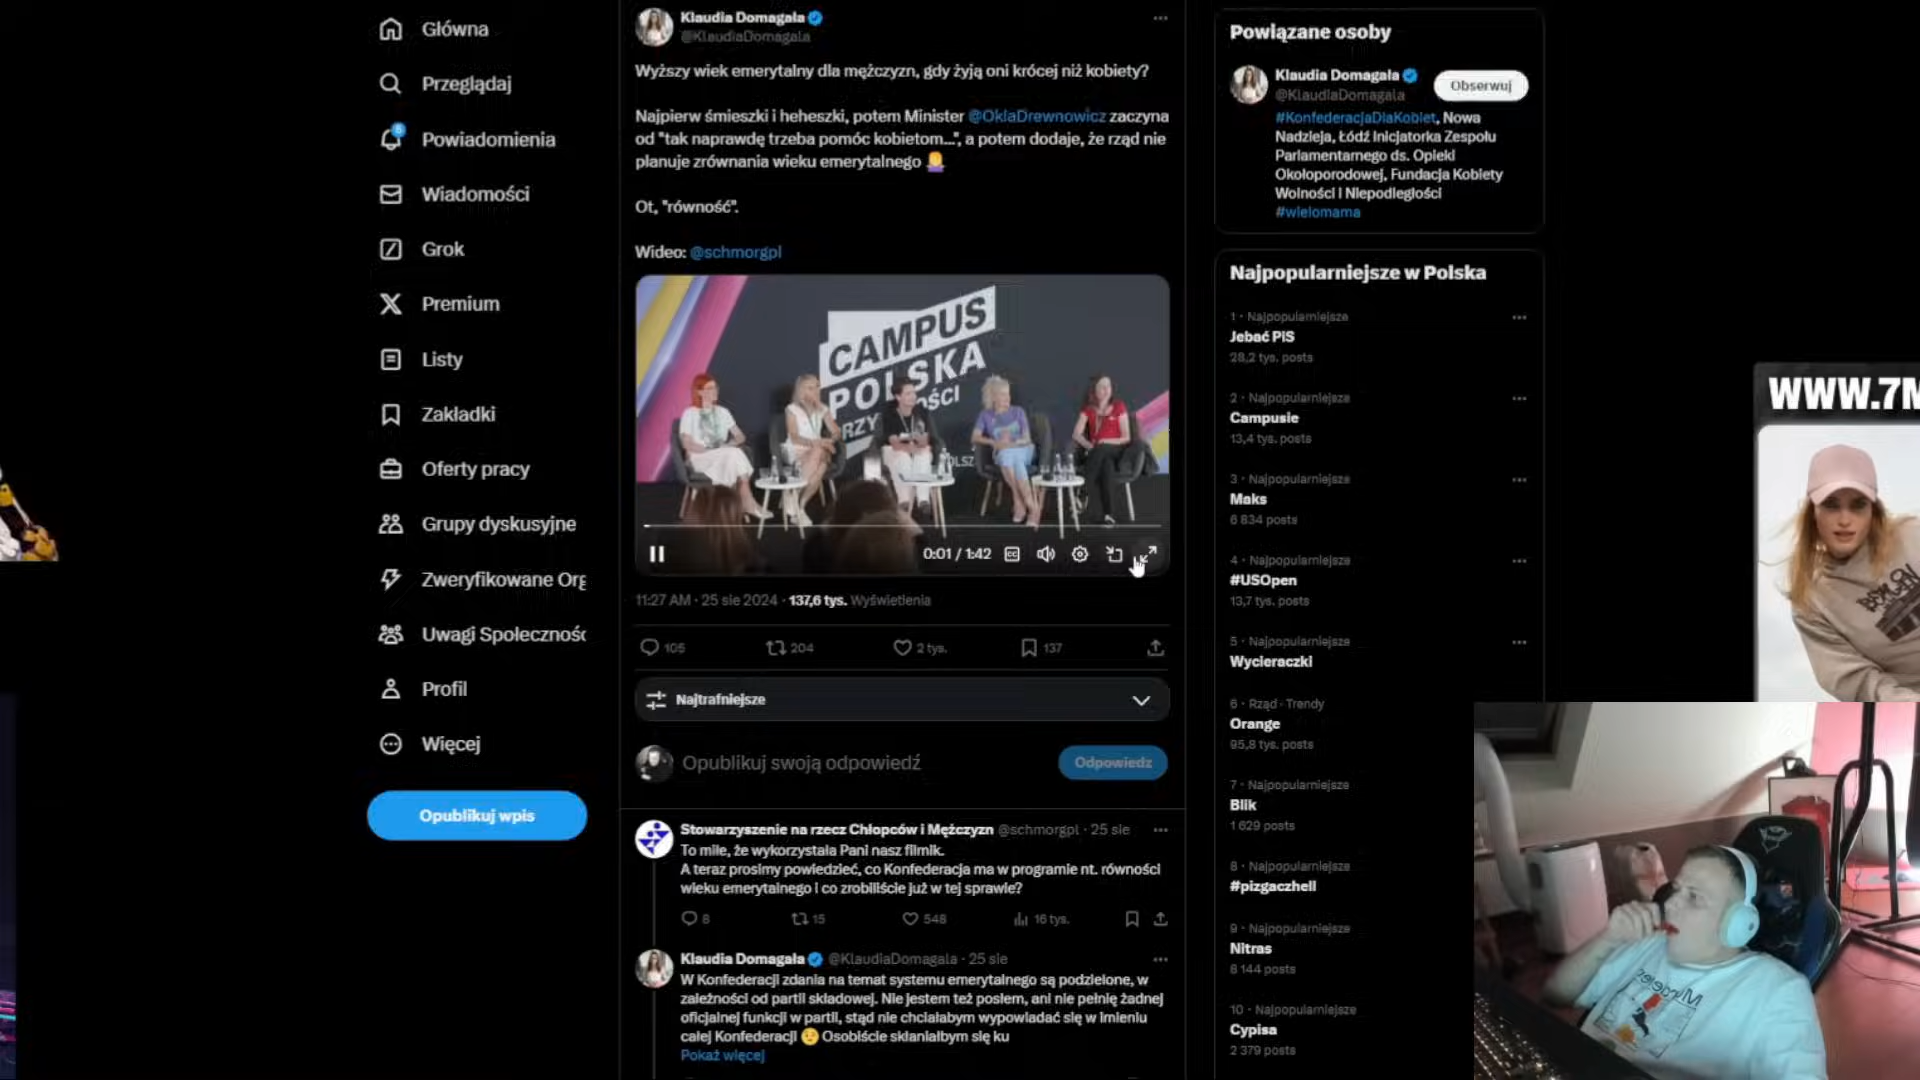 Główna
Przeglądaj
Powiadomienia
Wiadomości
Grok
Premium
Listy
Zakładki
Oferty pracy
Grupy dyskusyjne
Zweryfikowane Org
Uwagi Społecznośc
Profil
Więcej
Opublikuj wpis
Klaudia Domagała
@KlaudiaDomagala
Wyższy wiek emerytalny dla mężczyzn, gdy żyją oni krócej niż kobiety?
Najpierw śmieszki i heheszki, potem Minister @OklaDrewnowicz zaczyna
od "tak naprawdę trzeba pomóc kobietom...", a potem dodaje, że rząd nie
planuje zrównania wieku emerytalnego
Ot, "równość".
Wideo: @schmorgpl
CAMPUS
POLSKA
0:01 / 1:42
11:27 AM · 25 sie 2024 · 137,6 tys. Wyświetlenia
105
204
2 tys.
137
Najtrafniejsze
Opublikuj swoją odpowiedź
Odpowiedz
Stowarzyszenie na rzecz Chłopców i Mężczyzn @schmorgpl · 25 sie
To miłe, że wykorzystała Pani nasz filmik.
A teraz prosimy powiedzieć, co Konfederacja ma w programie nt. równości
wieku emerytalnego i co zrobiliście już w tej sprawie?
8
15
548
16 tys.
Klaudia Domagała @KlaudiaDomagala · 25 sie
W Konfederacji zdania na temat systemu emerytalnego są podzielone, w
zależności od partii składowej. Nie jestem też posłem, ani nie pełnię żadnej
oficjalnej funkcji w partii, stąd nie chciałabym wypowiadać się w imieniu
całej Konfederacji Osobiście skłaniałbym się ku
Pokaż więcej
Powiązane osoby
Klaudia Domagała
@KlaudiaDomagala
Obserwuj
#KonfederacjaDlaKobiet, Nowa
Nadzieja, Łódź Inicjatorka Zespołu
Parlamentarnego ds. Opieki
Okołoporodowej, Fundacja Kobiety
Wolności i Niepodległości
#wielomama
Najpopularniejsze w Polska
1 · Najpopularniejsze
Jebać PiS
28,2 tys. posts
2 · Najpopularniejsze
Campusie
13,4 tys. posts
3 · Najpopularniejsze
Maks
6 834 posts
4 · Najpopularniejsze
#USOpen
13,7 tys. posts
5 · Najpopularniejsze
Wycieraczki
6 · Rząd · Trendy
Orange
95,8 tys. posts
7 · Najpopularniejsze
Blik
1 629 posts
8 · Najpopularniejsze
#pizgaczhell
9 · Najpopularniejsze
Nitras
6 144 posts
10 · Najpopularniejsze
Cypisa
2 379 posts
WWW.7M